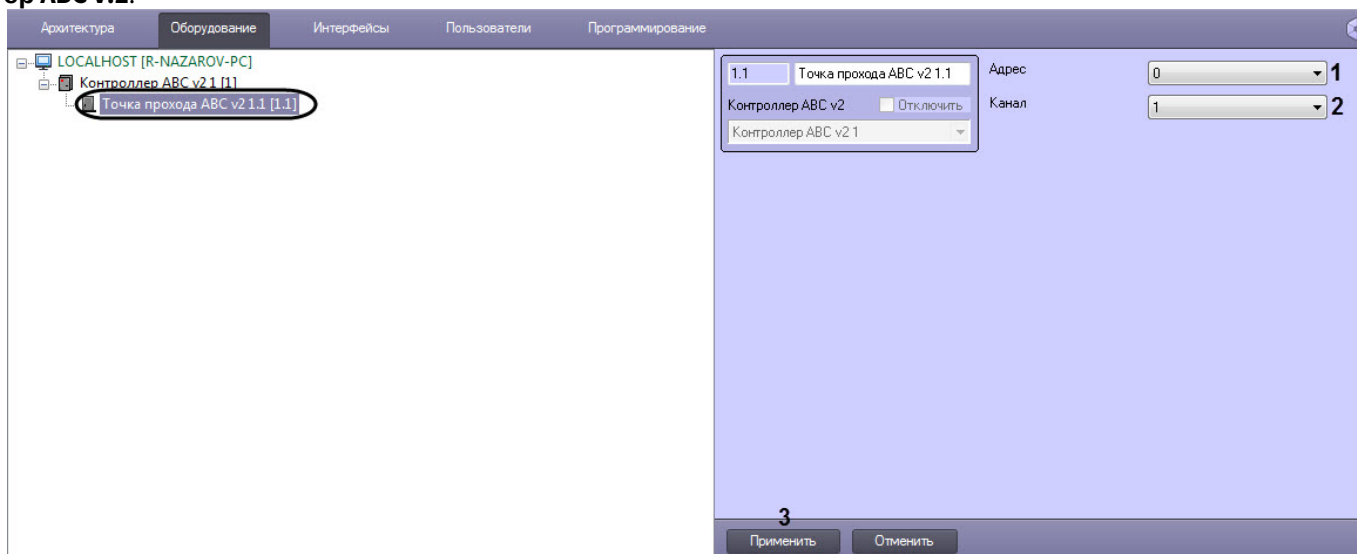 ор ABC v.2.
Архитектура Оборудование Интерфейсы Пользователи Программирование
LOCALHOST [R-NAZAROV-PC]
Контроллер ABC v2 1 [1]
Точка прохода ABC v2 1.1 [1.1]
1.1 Точка прохода ABC v2 1.1
Контроллер ABC v2 Отключить
Контроллер ABC v2 1
Адрес 0 1
Канал 1 2
3
Применить Отменить